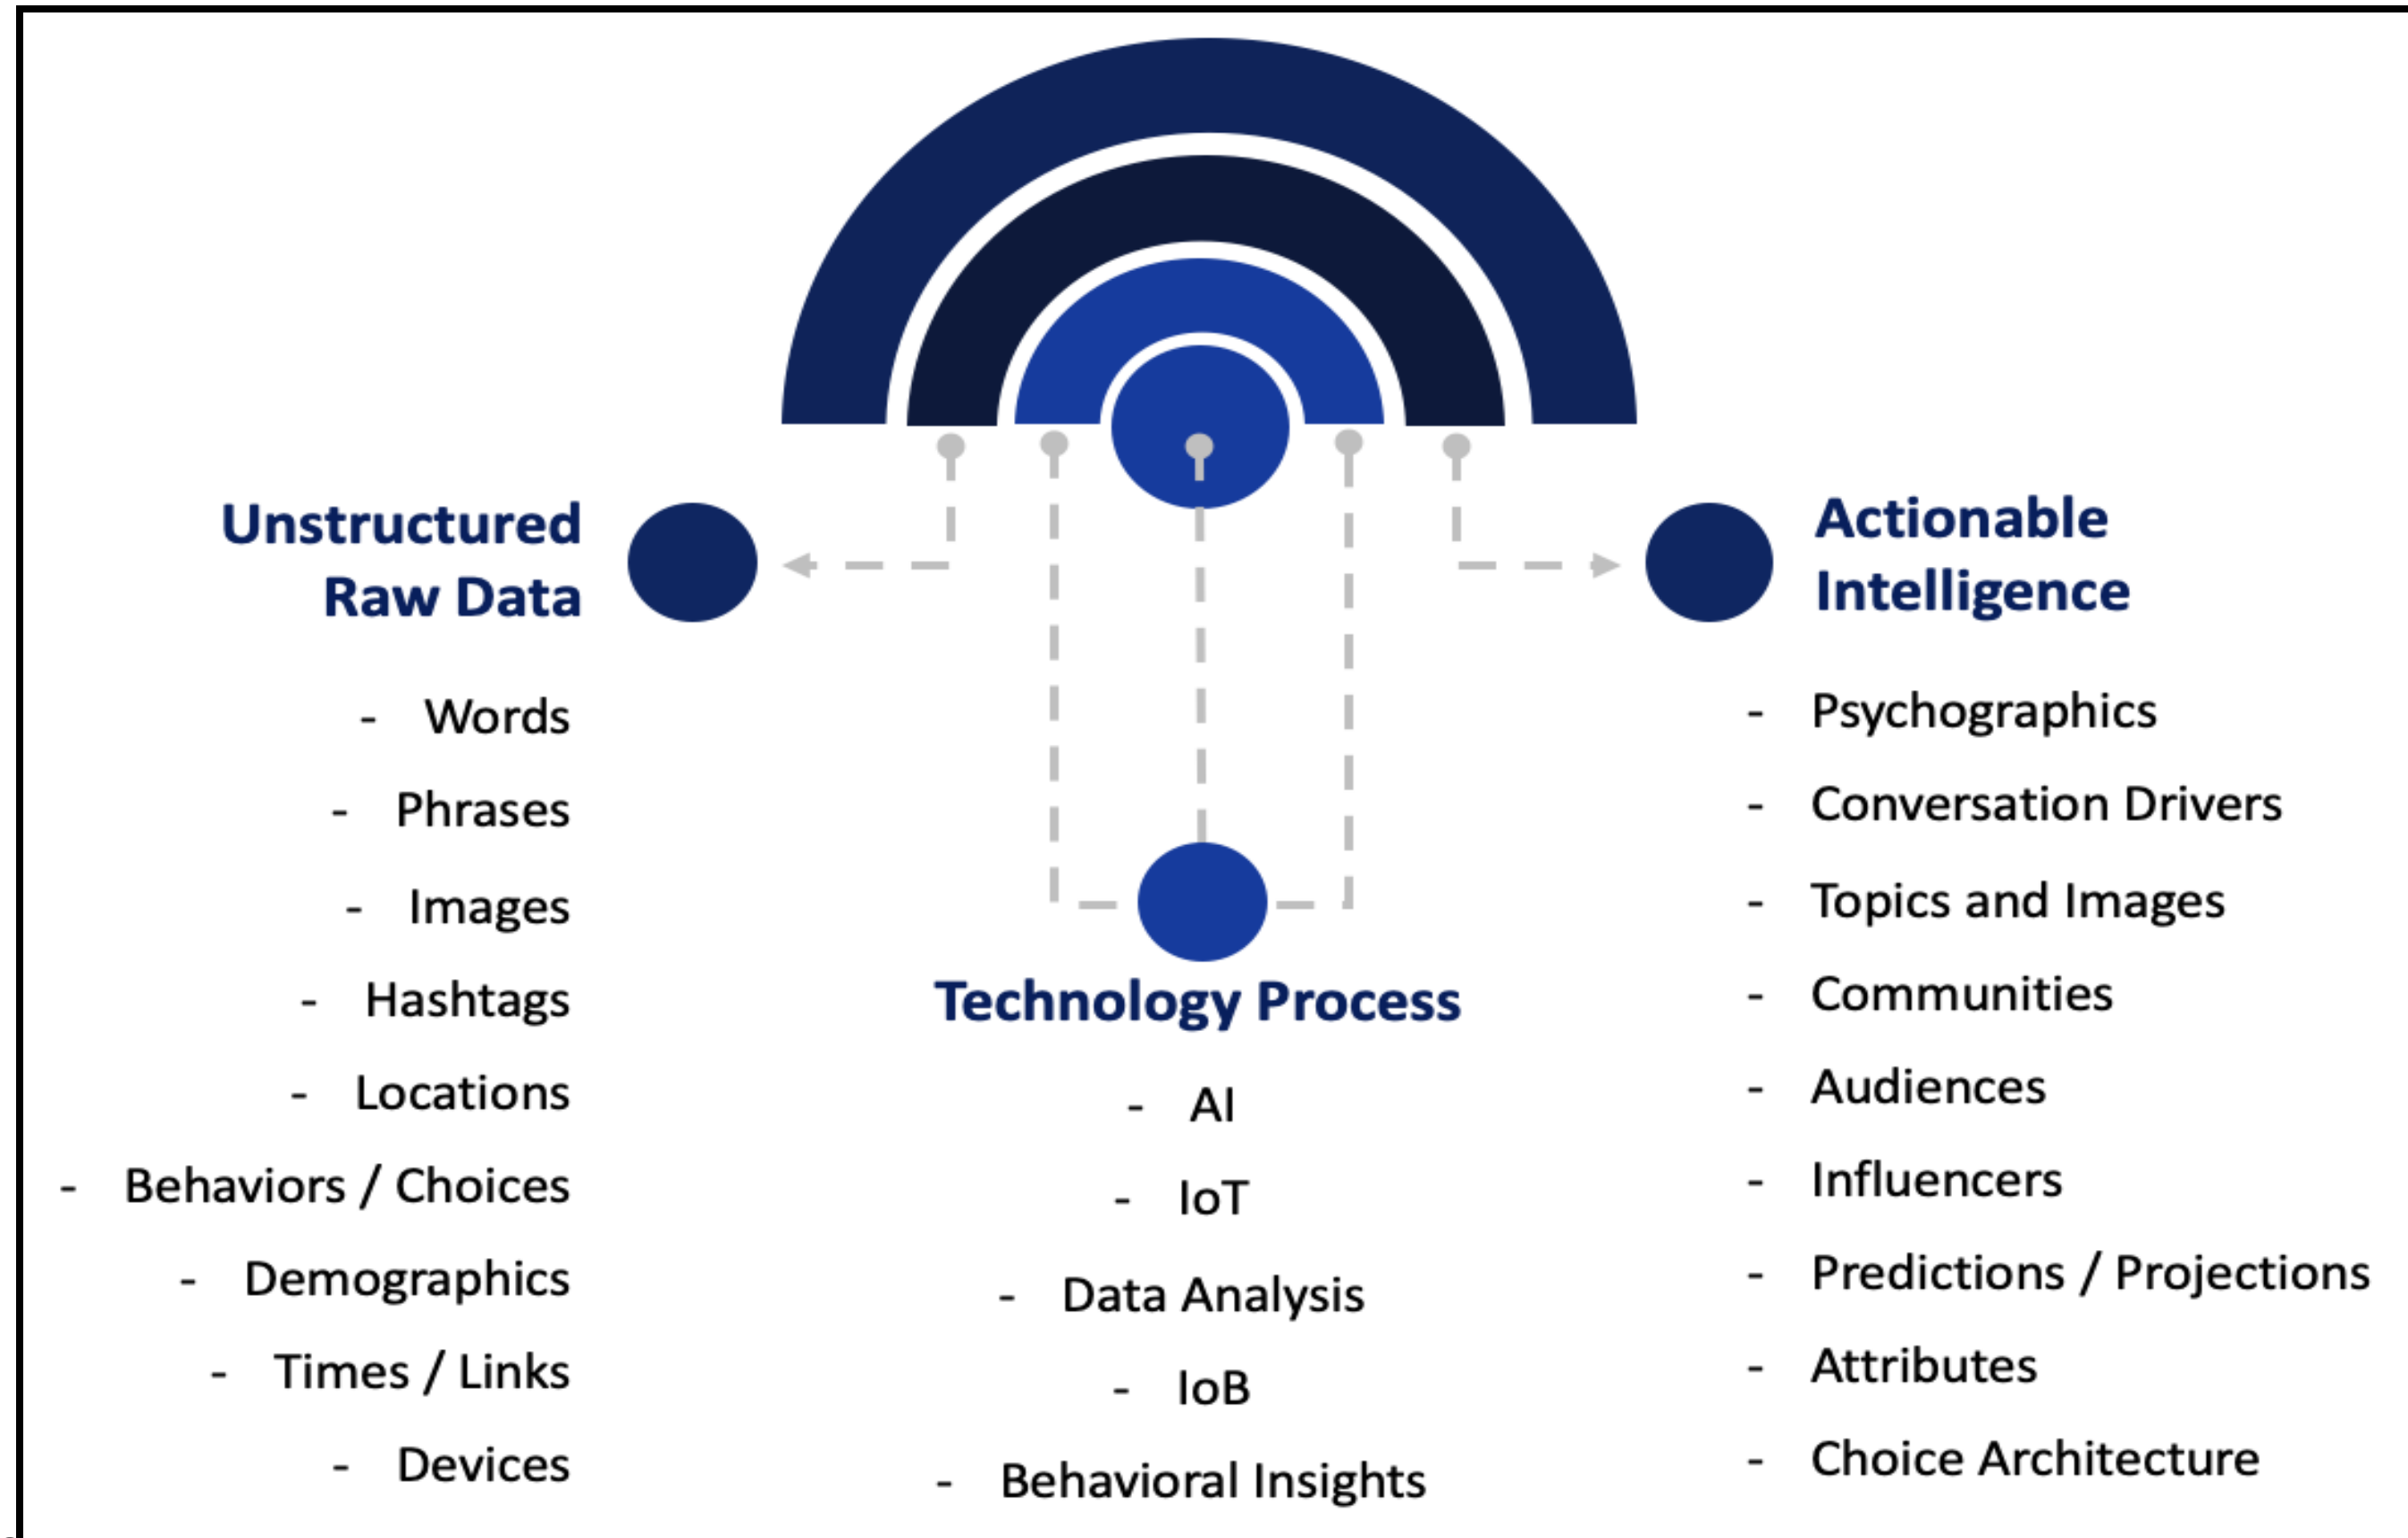 Unstructured
Raw Data
- Words
- Phrases
- Images
- Hashtags
- Locations
- Behaviors / Choices
- Demographics
- Times / Links
- Devices
Technology Process
- AI
- IoT
- Data Analysis
- IoB
- Behavioral Insights
Actionable
Intelligence
- Psychographics
- Conversation Drivers
- Topics and Images
- Communities
- Audiences
- Influencers
- Predictions / Projections
- Attributes
- Choice Architecture